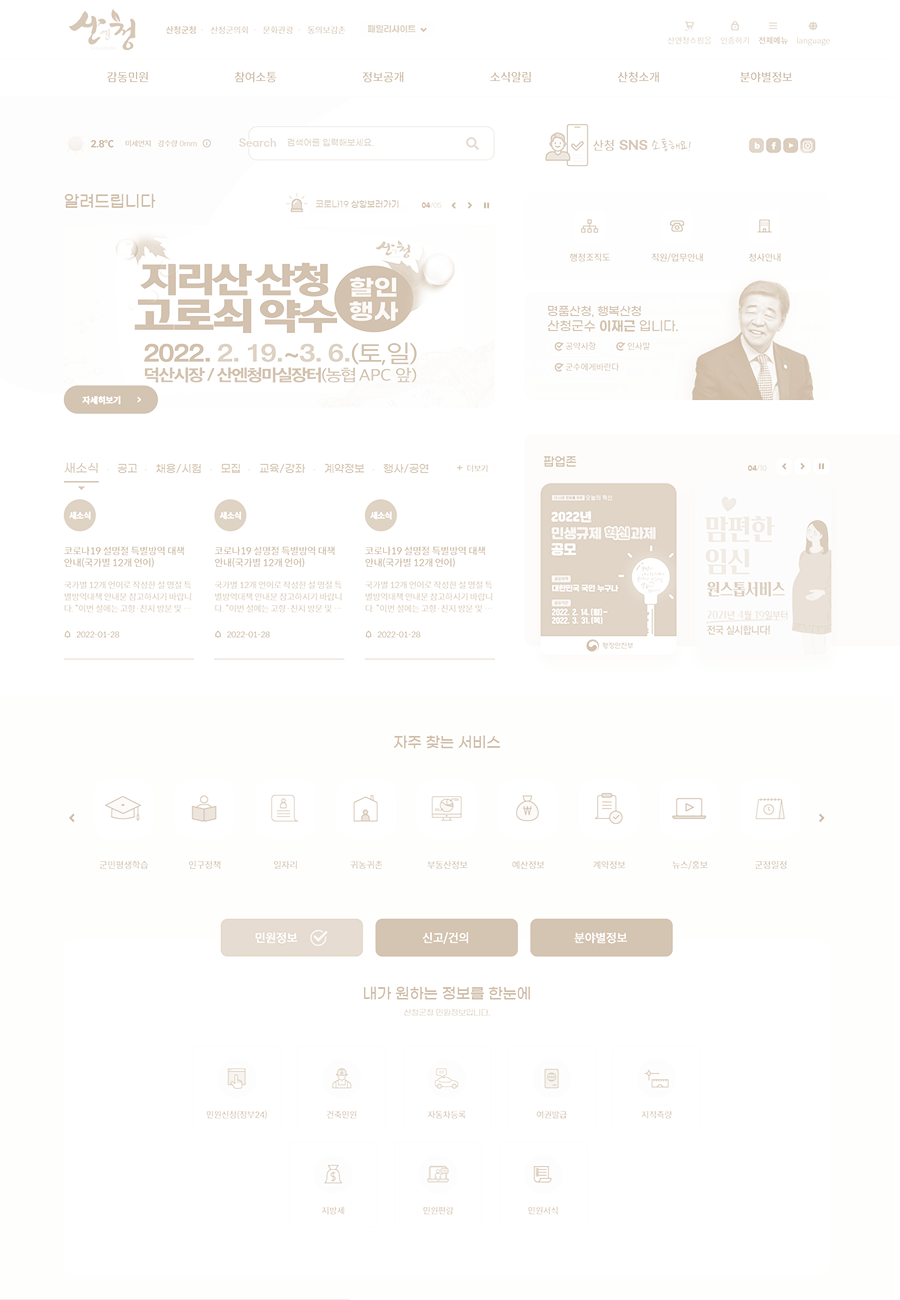 산엔청
산청군청 산청군의회 문화관광 동의보감촌 패밀리사이트
산엔청쇼핑몰 인증하기 전체메뉴 language
감동민원 참여소통 정보공개 소식알림 산청소개 분야별정보
2.8℃ 미세먼지 강수량 0mm
Search 검색어를 입력해보세요.
산청 SNS 소통해요!
알려드립니다
코로나19 상황보러가기
04/05
산청
지리산 산청
고로쇠 약수
할인
행사
2022. 2. 19.~3. 6.(토,일)
덕산시장 / 산엔청마실장터(농협 APC 앞)
자세히보기
행정조직도 직원/업무안내 청사안내
명품산청, 행복산청
산청군수 이재근 입니다.
공약사항 인사말
군수에게바란다
새소식 공고 채용/시험 모집 교육/강좌 계약정보 행사/공연 + 더보기
새소식
코로나19 설명절 특별방역 대책
안내(국가별 12개 언어)
국가별 12개 언어로 작성한 설 명절 특
별방역대책 안내문 참고하시기 바랍니
다. "이번 설에는 고향·친지 방문 및 …
2022-01-28
새소식
코로나19 설명절 특별방역 대책
안내(국가별 12개 언어)
국가별 12개 언어로 작성한 설 명절 특
별방역대책 안내문 참고하시기 바랍니
다. "이번 설에는 고향·친지 방문 및 …
2022-01-28
새소식
코로나19 설명절 특별방역 대책
안내(국가별 12개 언어)
국가별 12개 언어로 작성한 설 명절 특
별방역대책 안내문 참고하시기 바랍니
다. "이번 설에는 고향·친지 방문 및 …
2022-01-28
팝업존
04/10
2022년
민생규제 혁신과제
공모
대한민국 국민 누구나
2022. 2. 14. (월)~
2022. 3. 31. (목)
행정안전부
맘편한
임신
원스톱서비스
2021년 4월 19일부터
전국 실시합니다!
자주 찾는 서비스
군민평생학습 인구정책 일자리 귀농귀촌 부동산정보 예산정보 계약정보 뉴스/홍보 군정일정
민원정보 신고/건의 분야별정보
내가 원하는 정보를 한눈에
산청군청 민원정보입니다.
민원신청(정부24) 건축민원 자동차등록 여권발급 지적측량
지방세 민원편람 민원서식